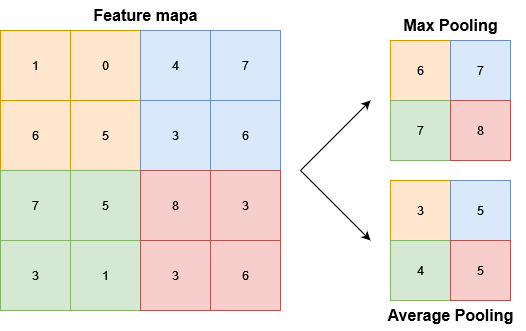 Feature mapa
1 0 4 7
6 5 3 6
7 5 8 3
3 1 3 6
Max Pooling
6 7
7 8
3 5
4 5
Average Pooling